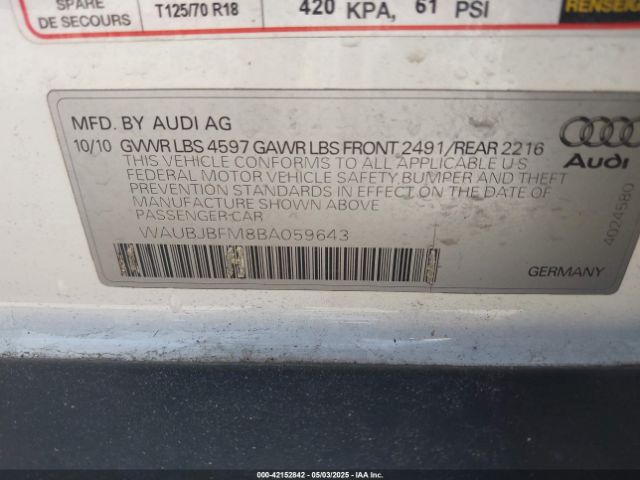 SPARE
DE SECOURS
T125/70 R18
420 KPA, 61 PSI
RENSEIG
MFD. BY AUDI AG
10/10 GVWR LBS 4597 GAWR LBS FRONT 2491/REAR 2216
THIS VEHICLE CONFORMS TO ALL APPLICABLE U.S.
FEDERAL MOTOR VEHICLE SAFETY, BUMPER AND THEFT
PREVENTION STANDARDS IN EFFECT ON THE DATE OF
MANUFACTURE SHOWN ABOVE
PASSENGER CAR
WAUBJBFM8BA059643
Audi
4024580
GERMANY
000-42152842 - 05/03/2025 - IAAI.COM